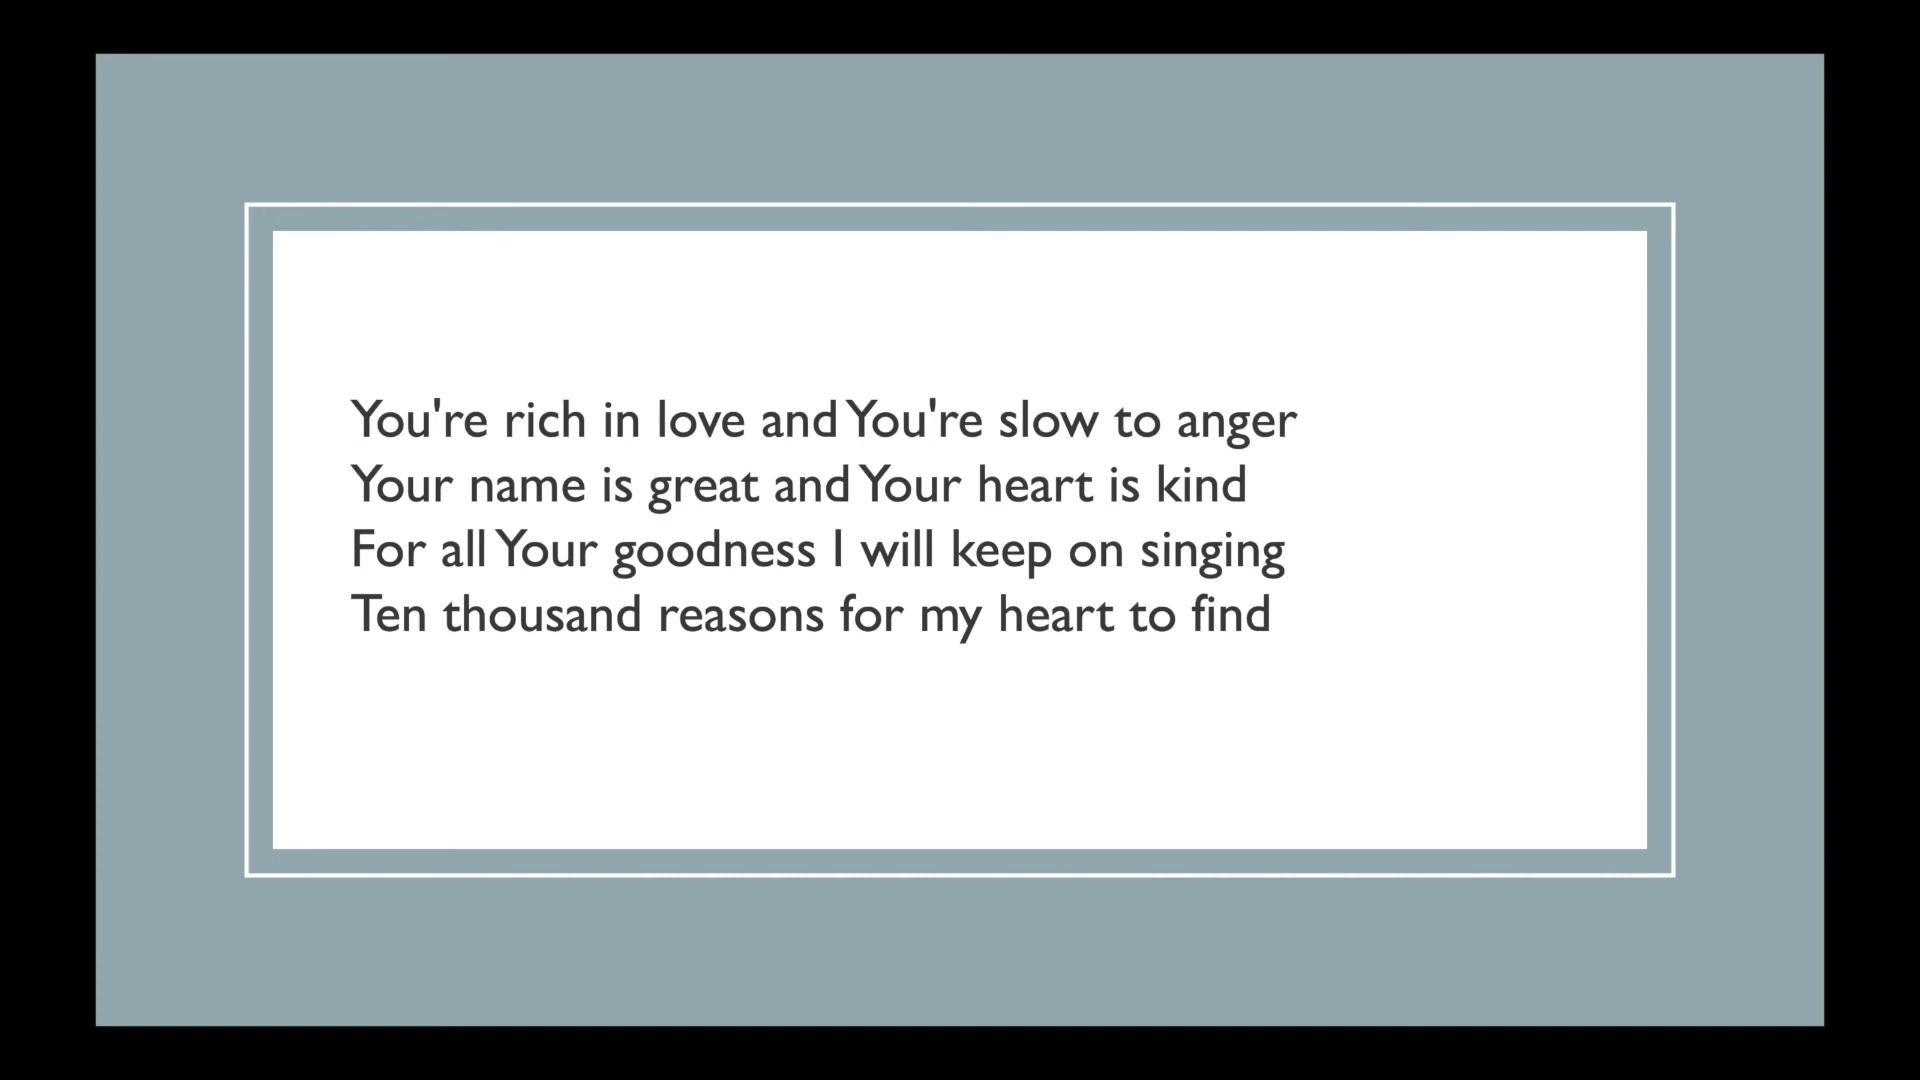 You're rich in love and You're slow to anger
Your name is great and Your heart is kind
For all Your goodness I will keep on singing
Ten thousand reasons for my heart to find